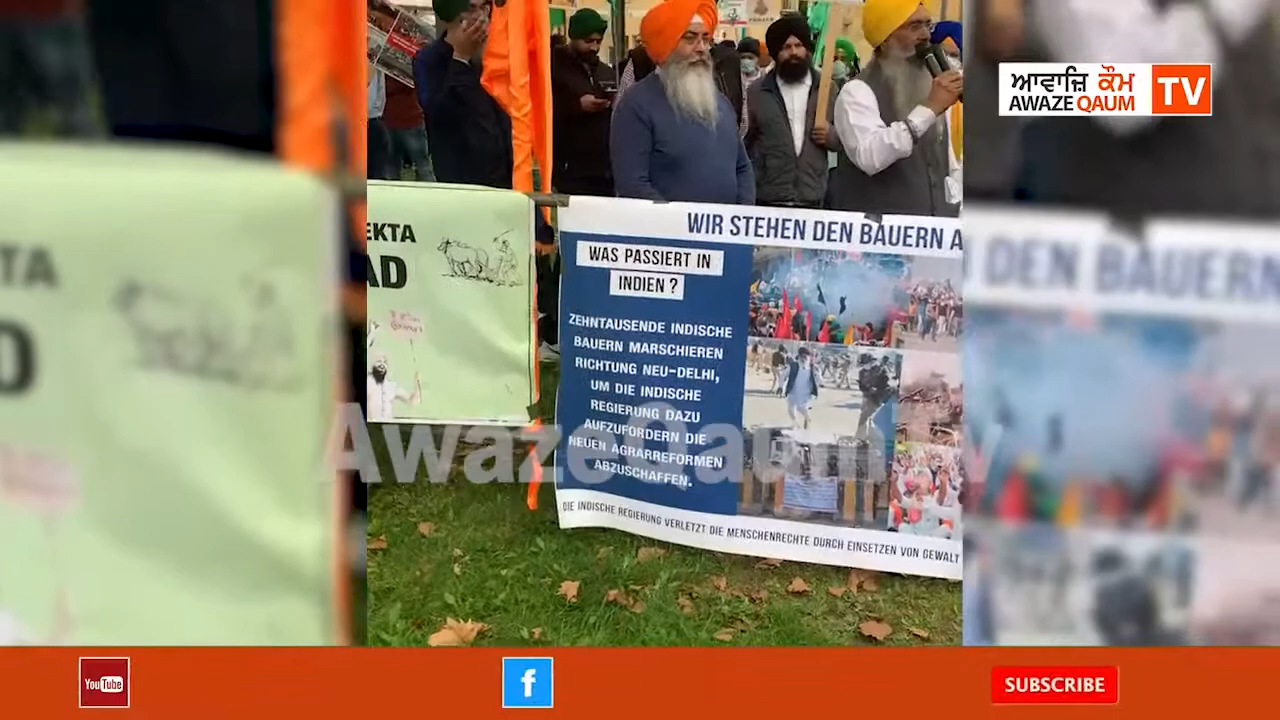 ਆਵਾਜ਼ਿ ਕੌਮ
AWAZE QAUM TV
EKTA
AD
WIR STEHEN DEN BAUERN A
WAS PASSIERT IN
INDIEN ?
ZEHNTAUSENDE INDISCHE
BAUERN MARSCHIEREN
RICHTUNG NEU-DELHI,
UM DIE INDISCHE
REGIERUNG DAZU
AUFZUFORDERN DIE
NEUEN AGRARREFORMEN
ABZUSCHAFFEN.
DIE INDISCHE REGIERUNG VERLETZT DIE MENSCHENRECHTE DURCH EINSETZEN VON GEWALT
AwazeQaumTv
DEN BAUERN
TA
D
YouTube
f
SUBSCRIBE